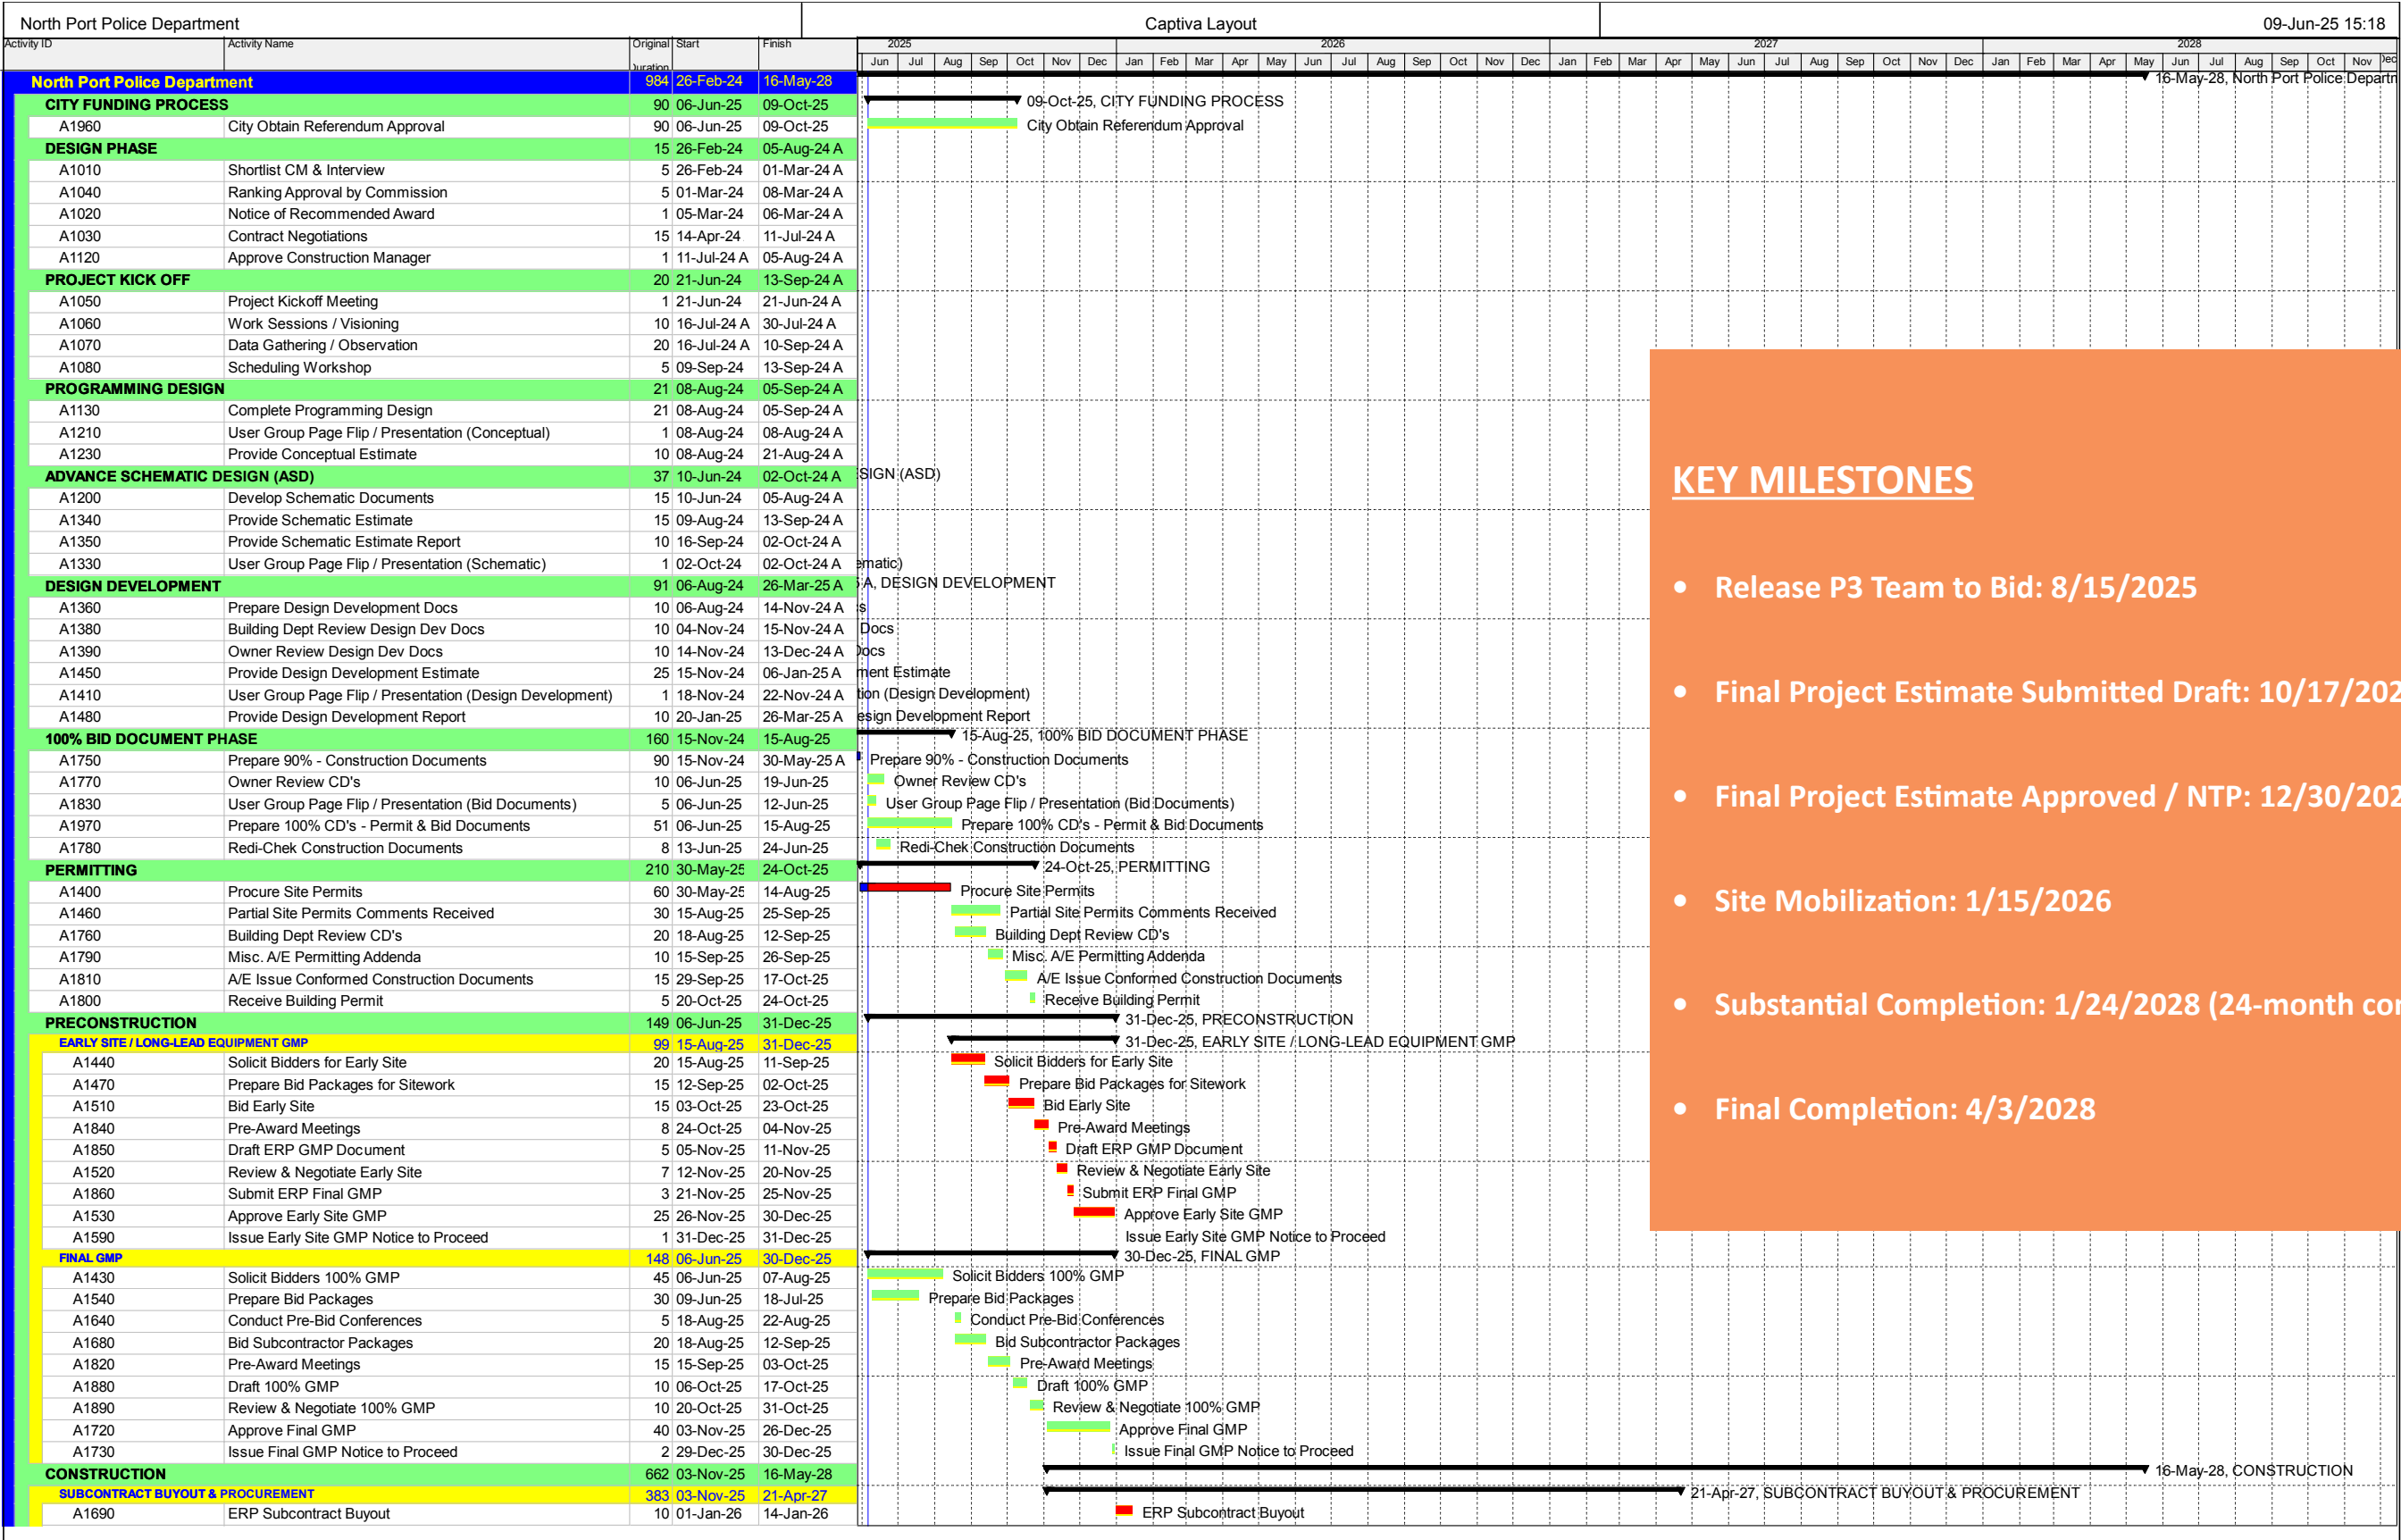 North Port Police Department Captiva Layout 09-Jun-25 15:18
Activity ID Activity Name Original Duration Start Finish 2025 2026 2027 2028
Jun Jul Aug Sep Oct Nov Dec Jan Feb Mar Apr May Jun Jul Aug Sep Oct Nov Dec Jan Feb Mar Apr May Jun Jul Aug Sep Oct Nov Dec Jan Feb Mar Apr May Jun Jul Aug Sep Oct Nov Dec
North Port Police Department 984 26-Feb-24 16-May-28 16-May-28, North Port Police Departn
CITY FUNDING PROCESS 90 06-Jun-25 09-Oct-25 09-Oct-25, CITY FUNDING PROCESS
A1960 City Obtain Referendum Approval 90 06-Jun-25 09-Oct-25 City Obtain Referendum Approval
DESIGN PHASE 15 26-Feb-24 05-Aug-24 A
A1010 Shortlist CM & Interview 5 26-Feb-24 01-Mar-24 A
A1040 Ranking Approval by Commission 5 01-Mar-24 08-Mar-24 A
A1020 Notice of Recommended Award 1 05-Mar-24 06-Mar-24 A
A1030 Contract Negotiations 15 14-Apr-24 11-Jul-24 A
A1120 Approve Construction Manager 1 11-Jul-24 A 05-Aug-24 A
PROJECT KICK OFF 20 21-Jun-24 13-Sep-24 A
A1050 Project Kickoff Meeting 1 21-Jun-24 21-Jun-24 A
A1060 Work Sessions / Visioning 10 16-Jul-24 A 30-Jul-24 A
A1070 Data Gathering / Observation 20 16-Jul-24 A 10-Sep-24 A
A1080 Scheduling Workshop 5 09-Sep-24 13-Sep-24 A
PROGRAMMING DESIGN 21 08-Aug-24 05-Sep-24 A
A1130 Complete Programming Design 21 08-Aug-24 05-Sep-24 A
A1210 User Group Page Flip / Presentation (Conceptual) 1 08-Aug-24 08-Aug-24 A
A1230 Provide Conceptual Estimate 10 08-Aug-24 21-Aug-24 A
ADVANCE SCHEMATIC DESIGN (ASD) 37 10-Jun-24 02-Oct-24 A SIGN (ASD)
A1200 Develop Schematic Documents 15 10-Jun-24 05-Aug-24 A
A1340 Provide Schematic Estimate 15 09-Aug-24 13-Sep-24 A
A1350 Provide Schematic Estimate Report 10 16-Sep-24 02-Oct-24 A
A1330 User Group Page Flip / Presentation (Schematic) 1 02-Oct-24 02-Oct-24 A ematic)
DESIGN DEVELOPMENT 91 06-Aug-24 26-Mar-25 A A, DESIGN DEVELOPMENT
A1360 Prepare Design Development Docs 10 06-Aug-24 14-Nov-24 A s
A1380 Building Dept Review Design Dev Docs 10 04-Nov-24 15-Nov-24 A Docs
A1390 Owner Review Design Dev Docs 10 14-Nov-24 13-Dec-24 A Docs
A1450 Provide Design Development Estimate 25 15-Nov-24 06-Jan-25 A ment Estimate
A1410 User Group Page Flip / Presentation (Design Development) 1 18-Nov-24 22-Nov-24 A tion (Design Development)
A1480 Provide Design Development Report 10 20-Jan-25 26-Mar-25 A esign Development Report
100% BID DOCUMENT PHASE 160 15-Nov-24 15-Aug-25 15-Aug-25, 100% BID DOCUMENT PHASE
A1750 Prepare 90% - Construction Documents 90 15-Nov-24 30-May-25 A Prepare 90% - Construction Documents
A1770 Owner Review CD's 10 06-Jun-25 19-Jun-25 Owner Review CD's
A1830 User Group Page Flip / Presentation (Bid Documents) 5 06-Jun-25 12-Jun-25 User Group Page Flip / Presentation (Bid Documents)
A1970 Prepare 100% CD's - Permit & Bid Documents 51 06-Jun-25 15-Aug-25 Prepare 100% CD's - Permit & Bid Documents
A1780 Redi-Chek Construction Documents 8 13-Jun-25 24-Jun-25 Redi-Chek Construction Documents
PERMITTING 210 30-May-25 24-Oct-25 24-Oct-25, PERMITTING
A1400 Procure Site Permits 60 30-May-25 14-Aug-25 Procure Site Permits
A1460 Partial Site Permits Comments Received 30 15-Aug-25 25-Sep-25 Partial Site Permits Comments Received
A1760 Building Dept Review CD's 20 18-Aug-25 12-Sep-25 Building Dept Review CD's
A1790 Misc. A/E Permitting Addenda 10 15-Sep-25 26-Sep-25 Misc. A/E Permitting Addenda
A1810 A/E Issue Conformed Construction Documents 15 29-Sep-25 17-Oct-25 A/E Issue Conformed Construction Documents
A1800 Receive Building Permit 5 20-Oct-25 24-Oct-25 Receive Building Permit
PRECONSTRUCTION 149 06-Jun-25 31-Dec-25 31-Dec-25, PRECONSTRUCTION
EARLY SITE / LONG-LEAD EQUIPMENT GMP 99 15-Aug-25 31-Dec-25 31-Dec-25, EARLY SITE / LONG-LEAD EQUIPMENT GMP
A1440 Solicit Bidders for Early Site 20 15-Aug-25 11-Sep-25 Solicit Bidders for Early Site
A1470 Prepare Bid Packages for Sitework 15 12-Sep-25 02-Oct-25 Prepare Bid Packages for Sitework
A1510 Bid Early Site 15 03-Oct-25 23-Oct-25 Bid Early Site
A1840 Pre-Award Meetings 8 24-Oct-25 04-Nov-25 Pre-Award Meetings
A1850 Draft ERP GMP Document 5 05-Nov-25 11-Nov-25 Draft ERP GMP Document
A1520 Review & Negotiate Early Site 7 12-Nov-25 20-Nov-25 Review & Negotiate Early Site
A1860 Submit ERP Final GMP 3 21-Nov-25 25-Nov-25 Submit ERP Final GMP
A1530 Approve Early Site GMP 25 26-Nov-25 30-Dec-25 Approve Early Site GMP
A1590 Issue Early Site GMP Notice to Proceed 1 31-Dec-25 31-Dec-25 Issue Early Site GMP Notice to Proceed
FINAL GMP 148 06-Jun-25 30-Dec-25 30-Dec-25, FINAL GMP
A1430 Solicit Bidders 100% GMP 45 06-Jun-25 07-Aug-25 Solicit Bidders 100% GMP
A1540 Prepare Bid Packages 30 09-Jun-25 18-Jul-25 Prepare Bid Packages
A1640 Conduct Pre-Bid Conferences 5 18-Aug-25 22-Aug-25 Conduct Pre-Bid Conferences
A1680 Bid Subcontractor Packages 20 18-Aug-25 12-Sep-25 Bid Subcontractor Packages
A1820 Pre-Award Meetings 15 15-Sep-25 03-Oct-25 Pre-Award Meetings
A1880 Draft 100% GMP 10 06-Oct-25 17-Oct-25 Draft 100% GMP
A1890 Review & Negotiate 100% GMP 10 20-Oct-25 31-Oct-25 Review & Negotiate 100% GMP
A1720 Approve Final GMP 40 03-Nov-25 26-Dec-25 Approve Final GMP
A1730 Issue Final GMP Notice to Proceed 2 29-Dec-25 30-Dec-25 Issue Final GMP Notice to Proceed
CONSTRUCTION 662 03-Nov-25 16-May-28 16-May-28, CONSTRUCTION
SUBCONTRACT BUYOUT & PROCUREMENT 383 03-Nov-25 21-Apr-27 21-Apr-27, SUBCONTRACT BUYOUT & PROCUREMENT
A1690 ERP Subcontract Buyout 10 01-Jan-26 14-Jan-26 ERP Subcontract Buyout
KEY MILESTONES
• Release P3 Team to Bid: 8/15/2025
• Final Project Estimate Submitted Draft: 10/17/202
• Final Project Estimate Approved / NTP: 12/30/202
• Site Mobilization: 1/15/2026
• Substantial Completion: 1/24/2028 (24-month con
• Final Completion: 4/3/2028